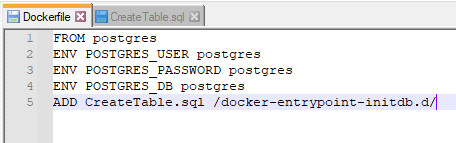 Dockerfile CreateTable.sql
1 FROM postgres
2 ENV POSTGRES_USER postgres
3 ENV POSTGRES_PASSWORD postgres
4 ENV POSTGRES_DB postgres
5 ADD CreateTable.sql /docker-entrypoint-initdb.d/